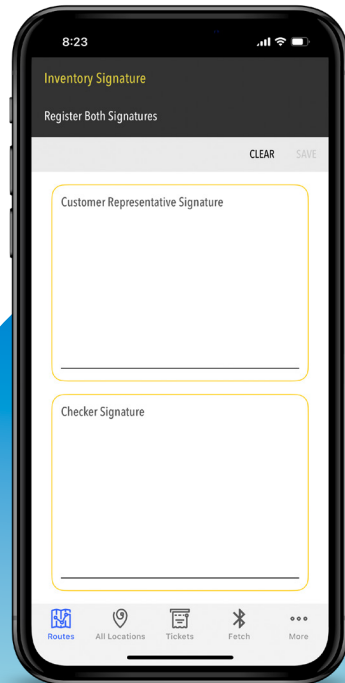 8:23
Inventory Signature
Register Both Signatures
CLEAR SAVE
Customer Representative Signature
Checker Signature
Routes All Locations Tickets Fetch More